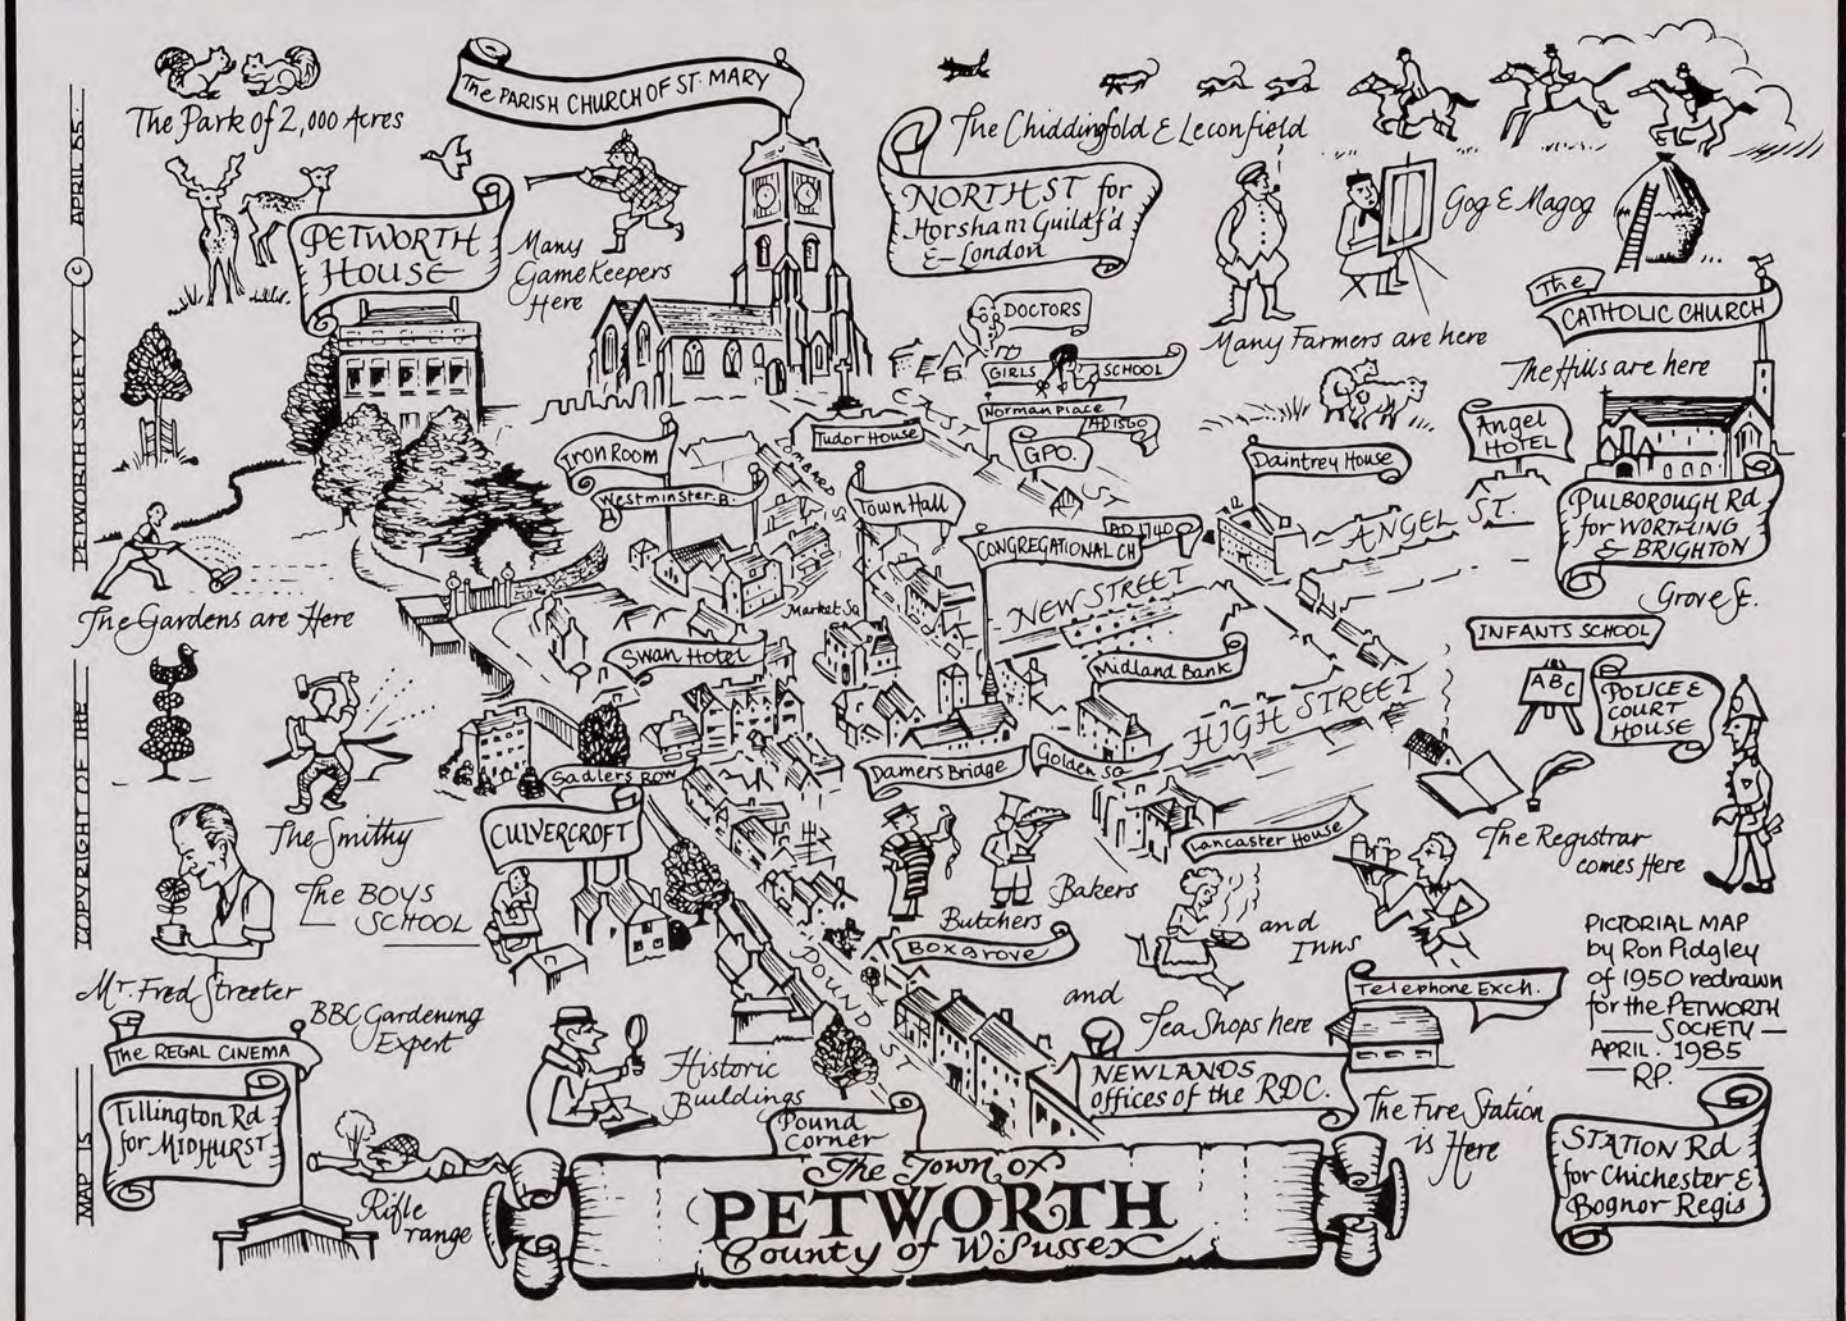 The Park of 2,000 Acres
The PARISH CHURCH OF ST. MARY
The Chiddingfold & Leconfield
PETWORTH
HOUSE
Many
GameKeepers
Here
NORTH ST for
Horsham Guildf'd
& London
Gog & Magog
Many Farmers are here
The
CATHOLIC CHURCH
The Hills are here
DOCTORS
GIRLS SCHOOL
Norman Place
AD 1560
GPO.
Tudor House
Iron Room
Westminster. B.
LOMBARD ST
Town Hall
CONGREGATIONAL CH
AD 1740
Daintrey House
Angel
HOTEL
ANGEL ST.
PULBOROUGH Rd
for WORTHING
& BRIGHTON
Grove St.
The Gardens are Here
Market Sq
NEW STREET
Swan Hotel
Midland Bank
HIGH STREET
INFANTS SCHOOL
ABC
POLICE &
COURT
HOUSE
The Smithy
Sadlers Row
Damers Bridge
Golden Sq
Lancaster House
The Registrar
comes Here
CULVERCROFT
The BOYS
SCHOOL
Butchers
Bakers
and
INNS
Boxgrove
POUND ST
and
Tea Shops here
Telephone Exch.
Mr. Fred Streeter
BBC Gardening
Expert
The REGAL CINEMA
Tillington Rd
for MIDHURST
Historic
Buildings
Pound
Corner
NEWLANDS
offices of the RDC.
The Fire Station
is Here
Rifle
range
STATION Rd
for Chichester &
Bognor Regis
PICTORIAL MAP
by Ron Pidgley
of 1950 redrawn
for the PETWORTH
SOCIETY
APRIL. 1985
RP.
The Town of
PETWORTH
County of W. Sussex
MAP IS COPYRIGHT OF THE PETWORTH SOCIETY © APRIL 85.